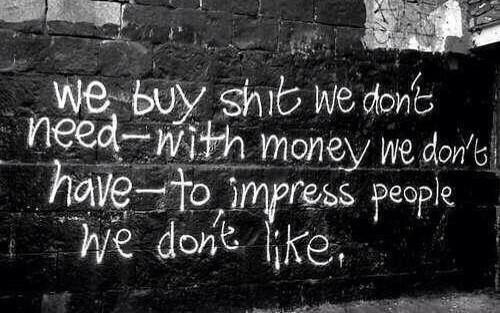 we buy shit we don't
need—with money we don't
have—to impress people
we don't like.